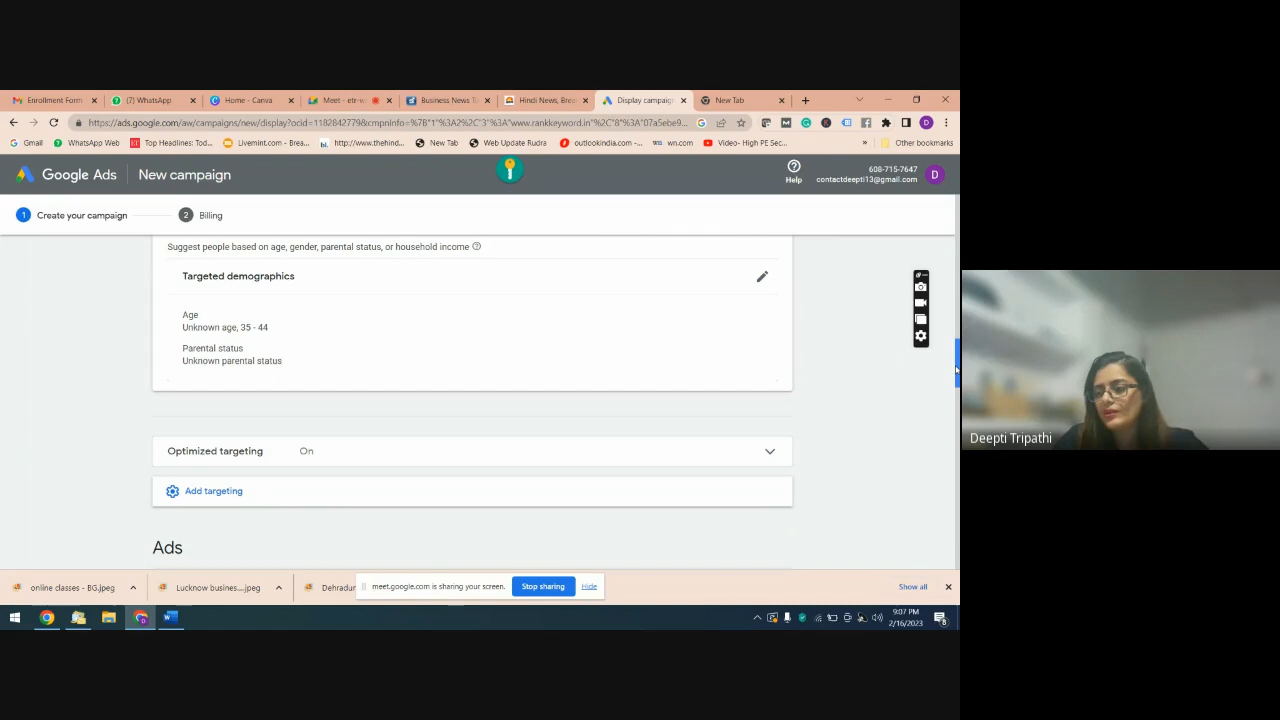 Enrollment Form
(7) WhatsApp
Home - Canva
Meet - etr-
Business News T
Hindi News, Brea
Display campaig
New Tab
https://ads.google.com/aw/campaigns/new/display?ocid=1182842779&cmpnInfo=%7B"1"%3A2%2C"3"%3A"www.rankkeyword.in"%2C"8"%3A"07a5ebe9...
Gmail
WhatsApp Web
Top Headlines: Tod...
Livemint.com - Brea...
http://www.thehind...
New Tab
Web Update Rudra
outlookindia.com -...
wn.com
Video- High PE Sec...
»
Other bookmarks
Google Ads
New campaign
Help
608-715-7647
contactdeepti13@gmail.com
D
1 Create your campaign
2 Billing
Suggest people based on age, gender, parental status, or household income
Targeted demographics
Age
Unknown age, 35 - 44
Parental status
Unknown parental status
Optimized targeting On
Add targeting
Ads
Deepti Tripathi
online classes - BG.jpeg
Lucknow busines....jpeg
Dehradu
meet.google.com is sharing your screen.
Stop sharing
Hide
Show all
9:07 PM
2/16/2023